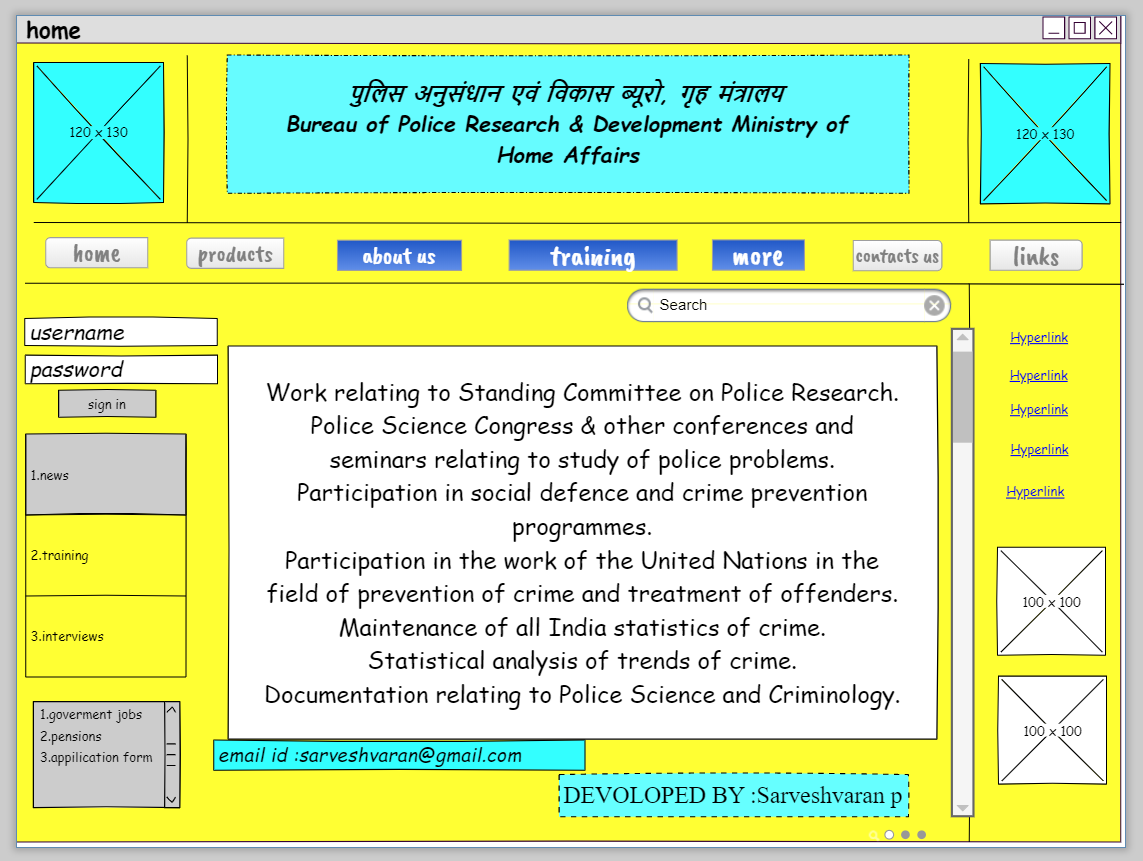 home
120 x 130
पुलिस अनुसंधान एवं विकास ब्यूरो, गृह मंत्रालय
Bureau of Police Research & Development Ministry of
Home Affairs
120 x 130
home
products
about us
training
more
contacts us
links
Search
username
password
sign in
1.news
2.training
3.interviews
1.goverment jobs
2.pensions
3.appilication form
Work relating to Standing Committee on Police Research.
Police Science Congress & other conferences and
seminars relating to study of police problems.
Participation in social defence and crime prevention
programmes.
Participation in the work of the United Nations in the
field of prevention of crime and treatment of offenders.
Maintenance of all India statistics of crime.
Statistical analysis of trends of crime.
Documentation relating to Police Science and Criminology.
email id :sarveshvaran@gmail.com
DEVOLOPED BY :Sarveshvaran p
Hyperlink
Hyperlink
Hyperlink
Hyperlink
Hyperlink
100 x 100
100 x 100